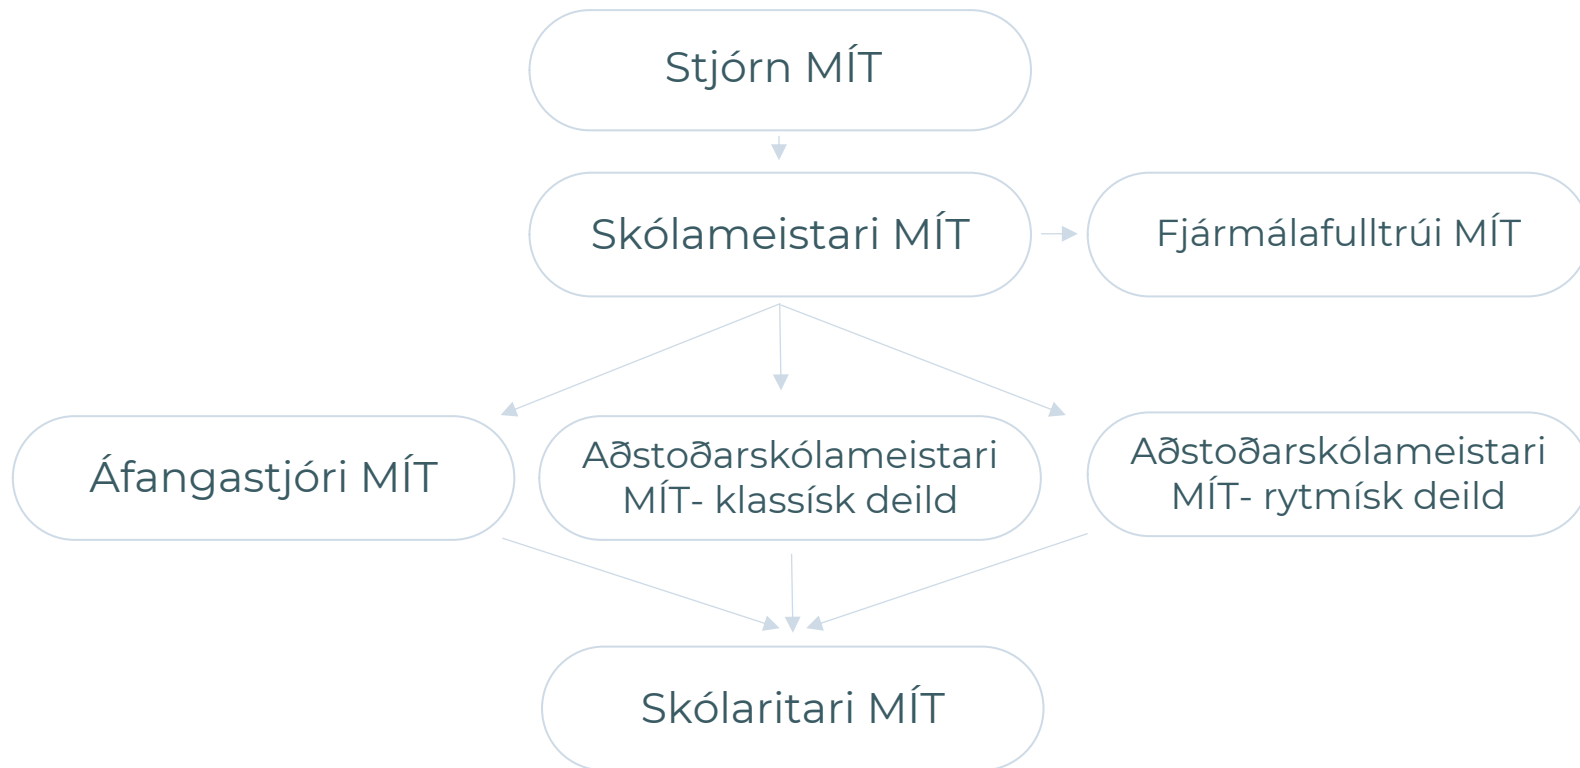 Stjórn MÍT
Skólameistari MÍT
Fjármálafulltrúi MÍT
Áfangastjóri MÍT
Aðstoðarskólameistari
MÍT- klassísk deild
Aðstoðarskólameistari
MÍT- rytmísk deild
Skólaritari MÍT